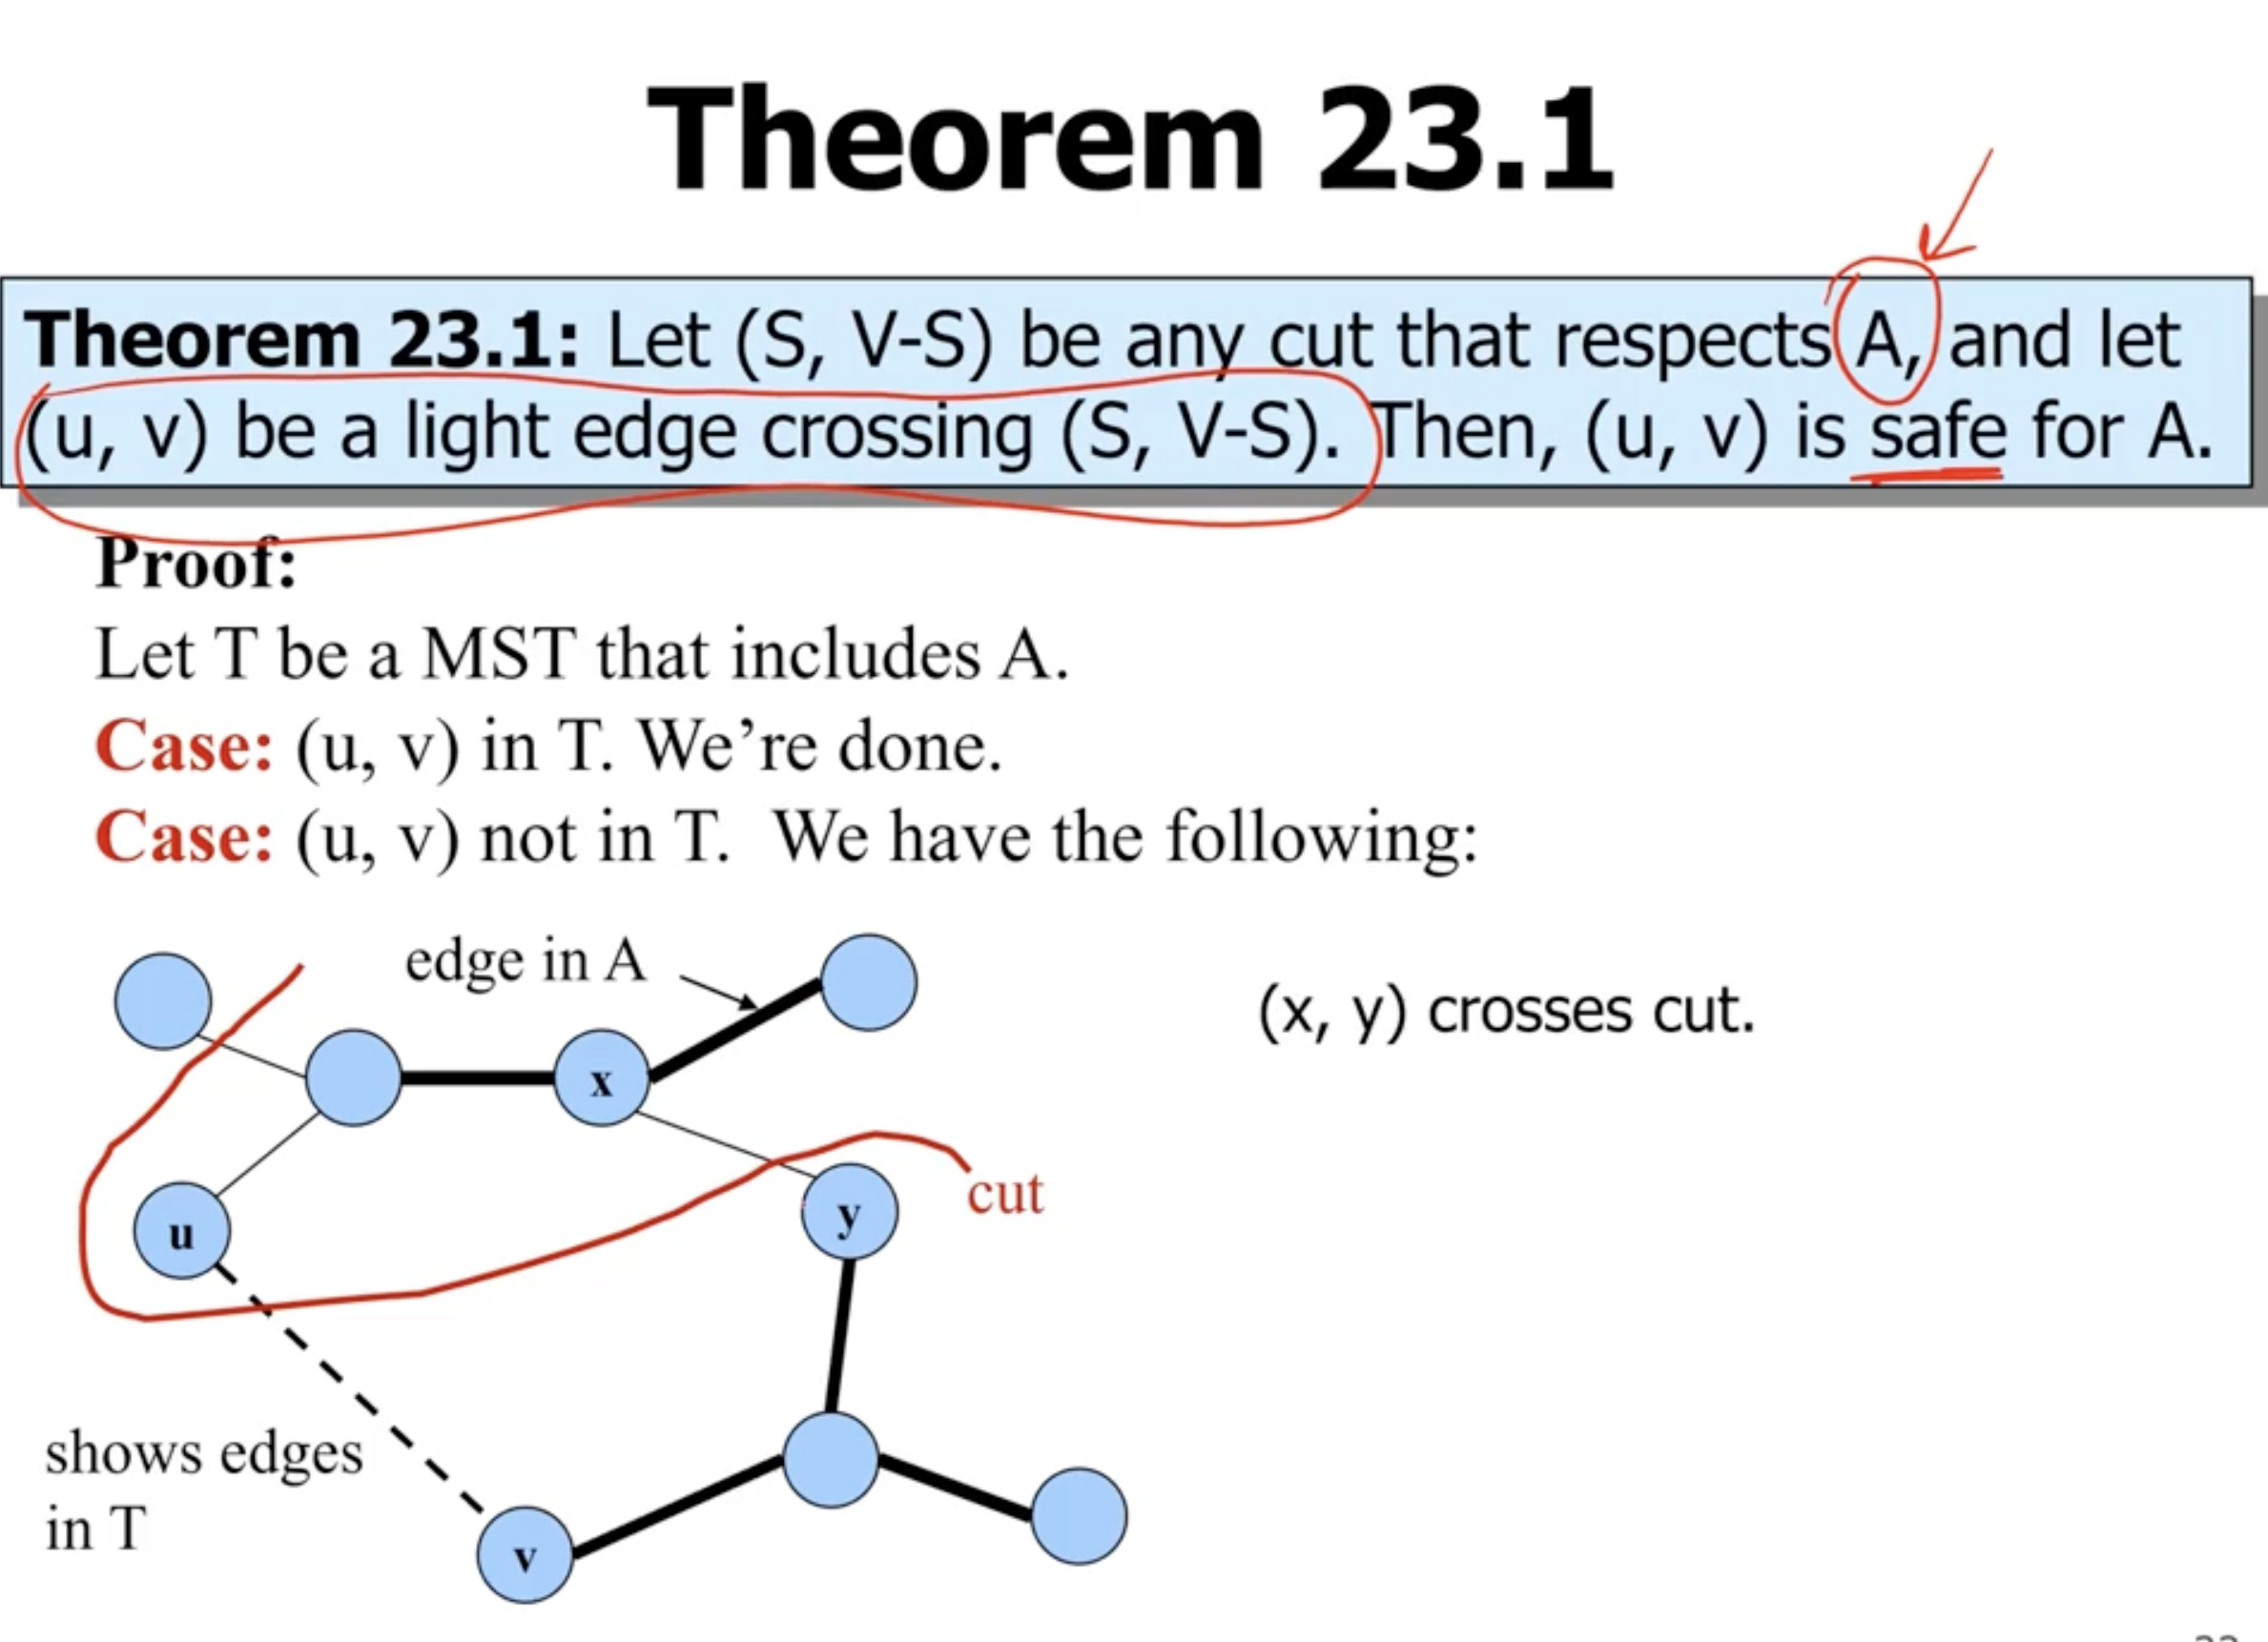 Theorem 23.1
Theorem 23.1: Let (S, V-S) be any cut that respects A, and let
(u, v) be a light edge crossing (S, V-S). Then, (u, v) is safe for A.
Proof:
Let T be a MST that includes A.
Case: (u, v) in T. We’re done.
Case: (u, v) not in T. We have the following:
edge in A
(x, y) crosses cut.
x
cut
y
u
shows edges
in T
v